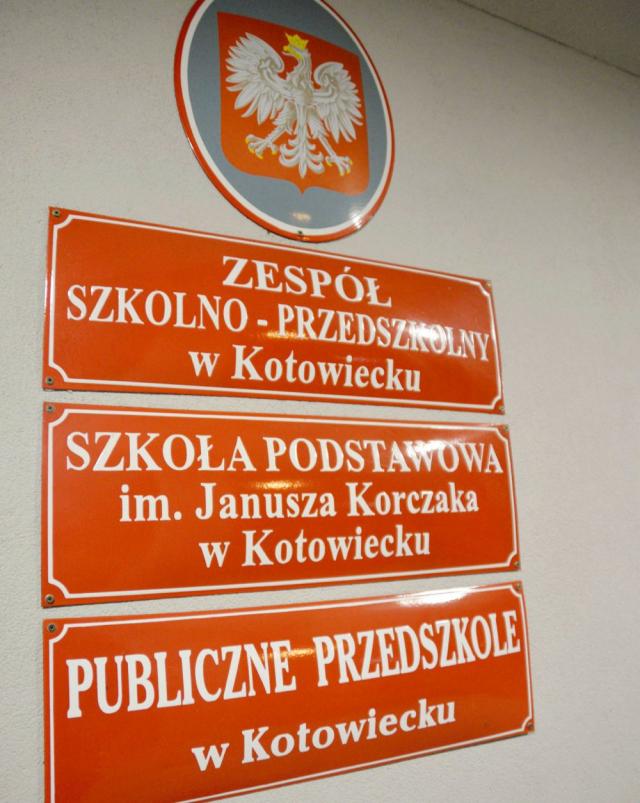 ZESPÓŁ
SZKOLNO - PRZEDSZKOLNY
w Kotowiecku
SZKOŁA PODSTAWOWA
im. Janusza Korczaka
w Kotowiecku
PUBLICZNE PRZEDSZKOLE
w Kotowiecku